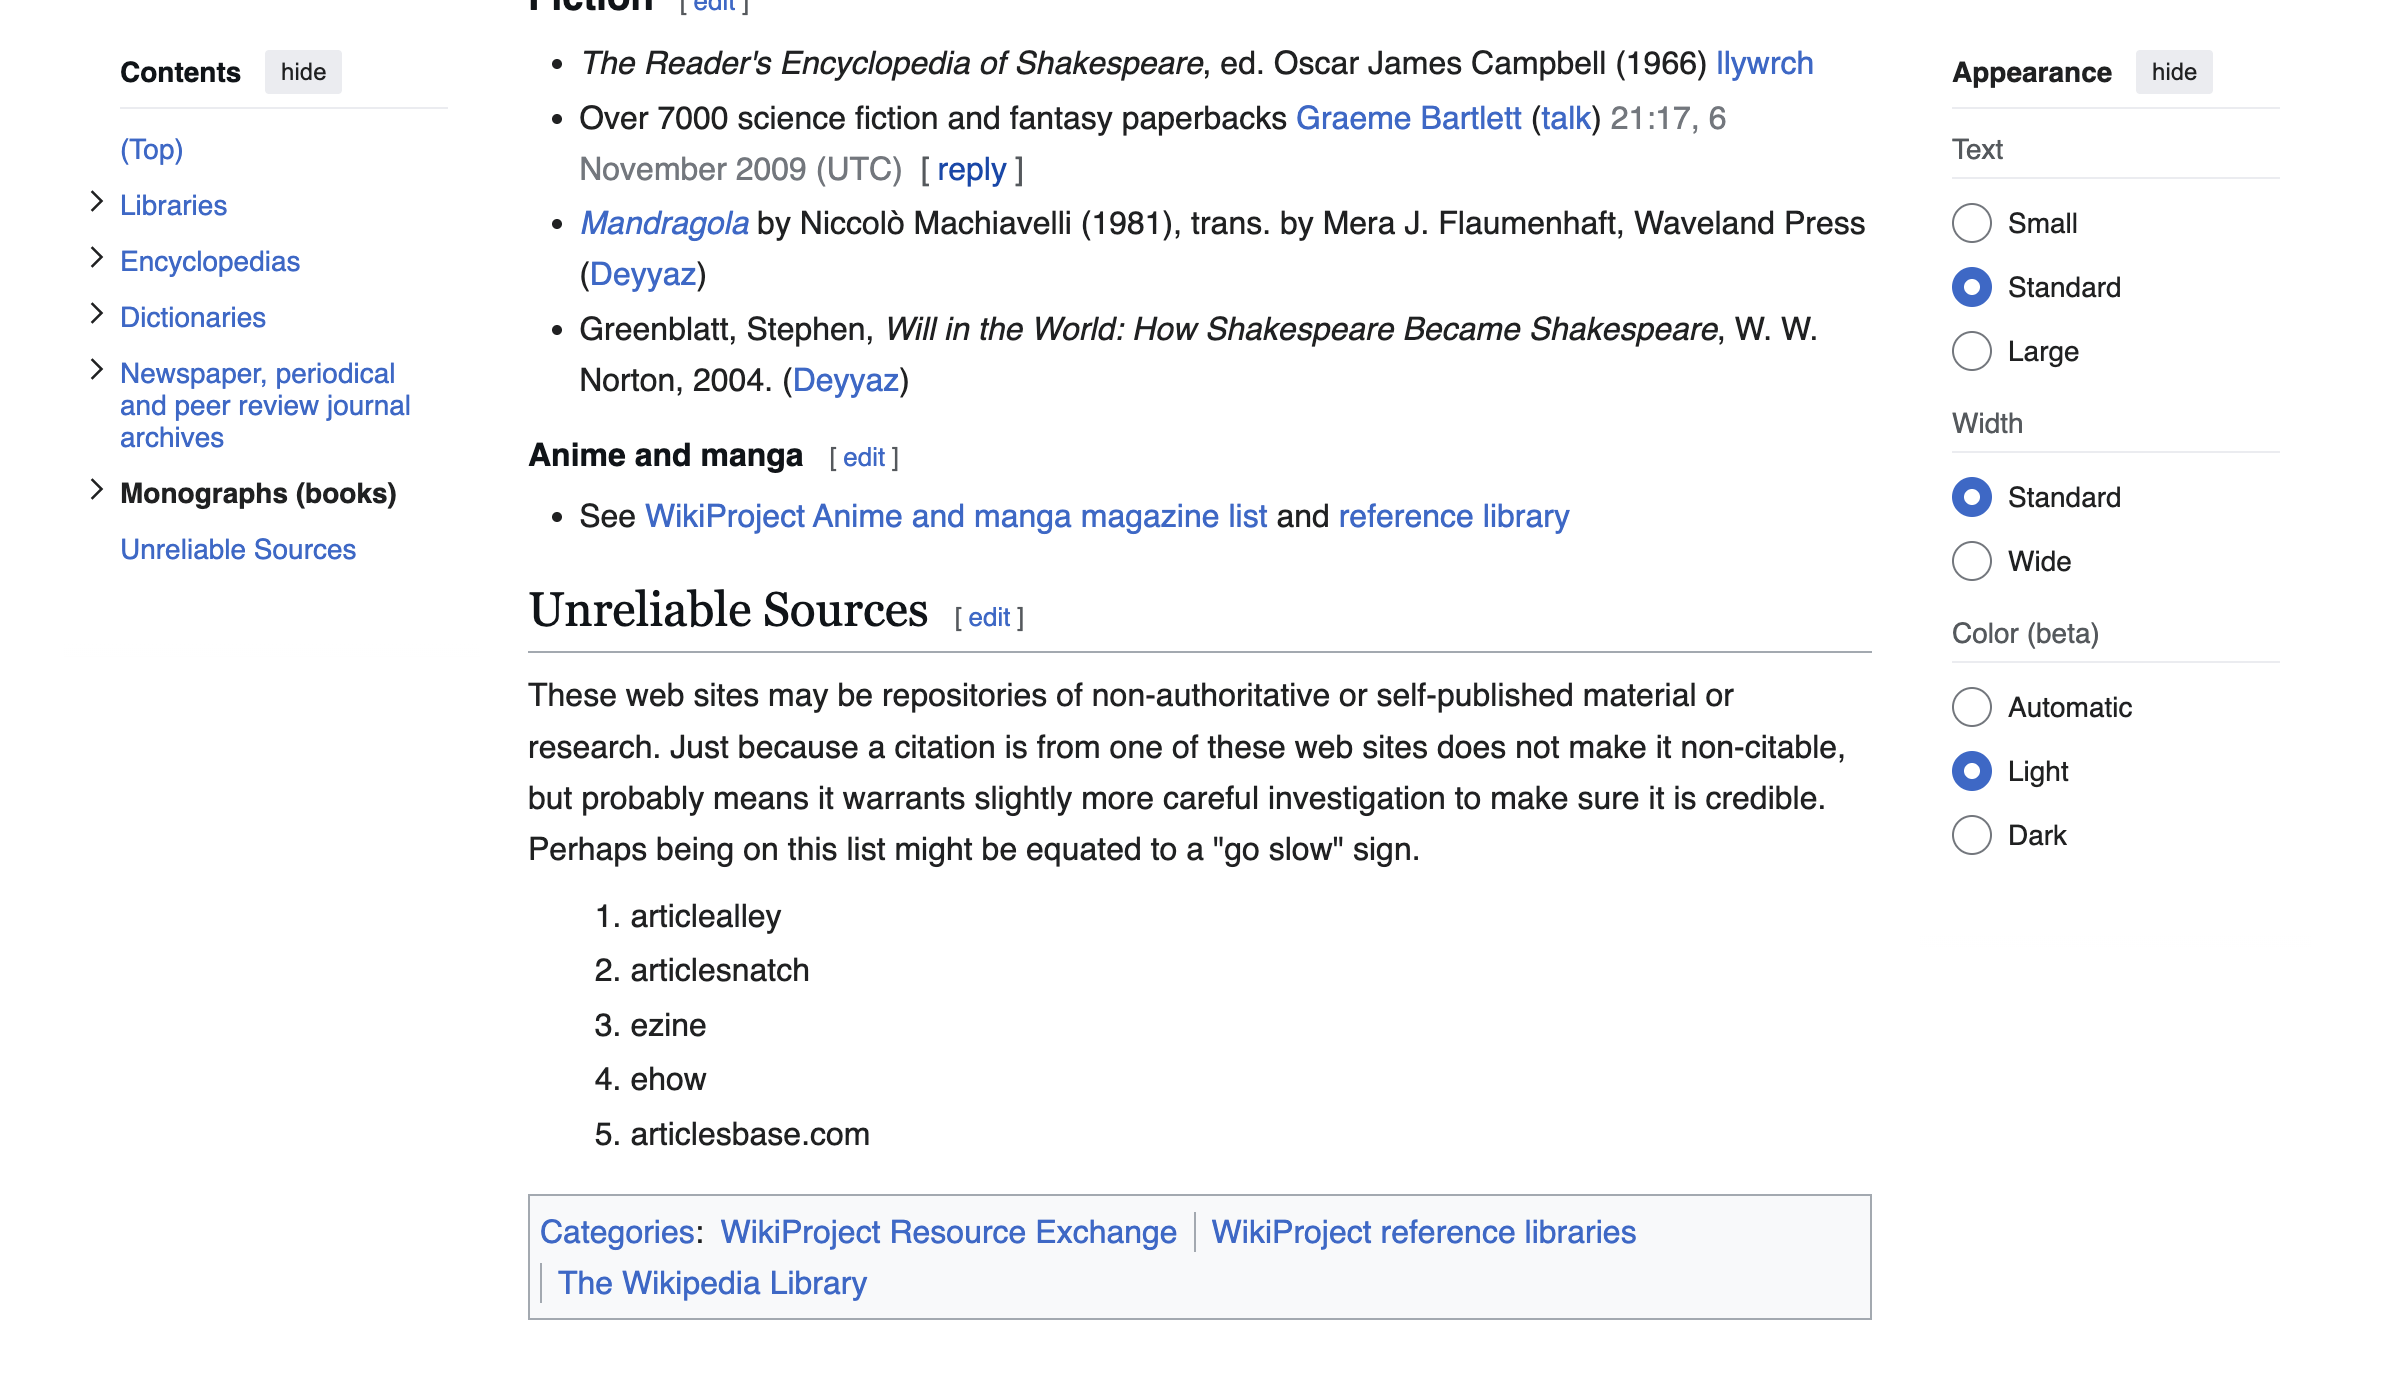 Fiction [ edit ]
Contents hide
(Top)
Libraries
Encyclopedias
Dictionaries
Newspaper, periodical
and peer review journal
archives
Monographs (books)
Unreliable Sources
• The Reader's Encyclopedia of Shakespeare, ed. Oscar James Campbell (1966) llywrch
• Over 7000 science fiction and fantasy paperbacks Graeme Bartlett (talk) 21:17, 6
November 2009 (UTC) [ reply ]
• Mandragola by Niccolò Machiavelli (1981), trans. by Mera J. Flaumenhaft, Waveland Press
(Deyyaz)
• Greenblatt, Stephen, Will in the World: How Shakespeare Became Shakespeare, W. W.
Norton, 2004. (Deyyaz)
Anime and manga [ edit ]
• See WikiProject Anime and manga magazine list and reference library
Unreliable Sources [ edit ]
These web sites may be repositories of non-authoritative or self-published material or
research. Just because a citation is from one of these web sites does not make it non-citable,
but probably means it warrants slightly more careful investigation to make sure it is credible.
Perhaps being on this list might be equated to a "go slow" sign.
1. articlealley
2. articlesnatch
3. ezine
4. ehow
5. articlesbase.com
Categories: WikiProject Resource Exchange | WikiProject reference libraries
| The Wikipedia Library
Appearance hide
Text
Small
Standard
Large
Width
Standard
Wide
Color (beta)
Automatic
Light
Dark